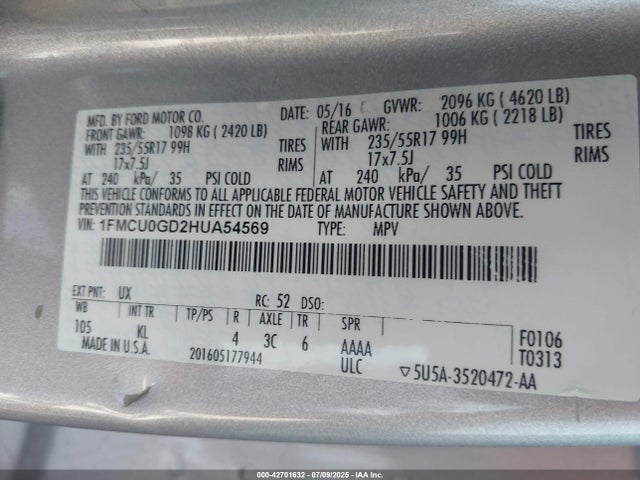 MFD. BY FORD MOTOR CO.
DATE: 05/16 GVWR: 2096 KG ( 4620 LB)
FRONT GAWR: 1098 KG ( 2420 LB) REAR GAWR: 1006 KG ( 2218 LB)
WITH 235/55R17 99H TIRES WITH 235/55R17 99H TIRES
17x7.5J RIMS 17x7.5J RIMS
AT 240 kPa/ 35 PSI COLD AT 240 kPa/ 35 PSI COLD
THIS VEHICLE CONFORMS TO ALL APPLICABLE FEDERAL MOTOR VEHICLE SAFETY AND THEFT
PREVENTION STANDARDS IN EFFECT ON THE DATE OF MANUFACTURE SHOWN ABOVE.
VIN: 1FMCU0GD2HUA54569 TYPE: MPV
EXT PNT: UX RC: 52 DSO:
WB INT TR TP/PS R AXLE TR SPR
105 KL 4 3C 6 AAAA F0106
MADE IN U.S.A. 201605177944 ULC T0313
▽5U5A-3520472-AA
000-42701632 - 07/09/2025 - IAA Inc.